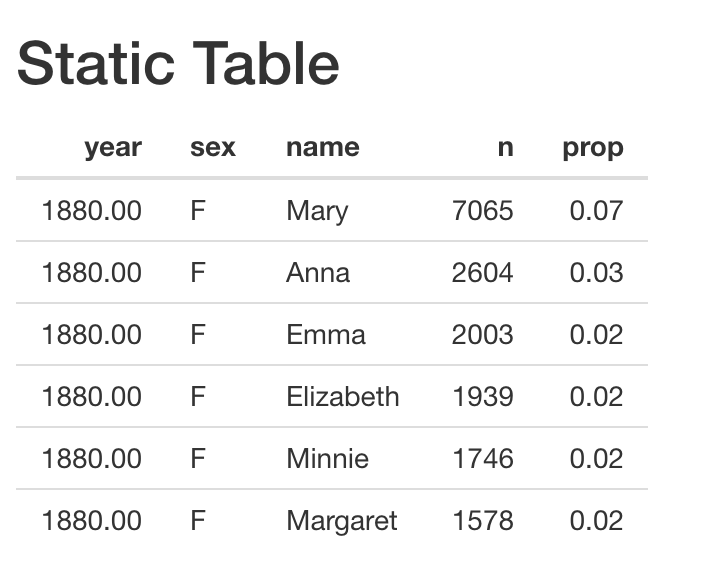 Static Table
year sex name n prop
1880.00 F Mary 7065 0.07
1880.00 F Anna 2604 0.03
1880.00 F Emma 2003 0.02
1880.00 F Elizabeth 1939 0.02
1880.00 F Minnie 1746 0.02
1880.00 F Margaret 1578 0.02